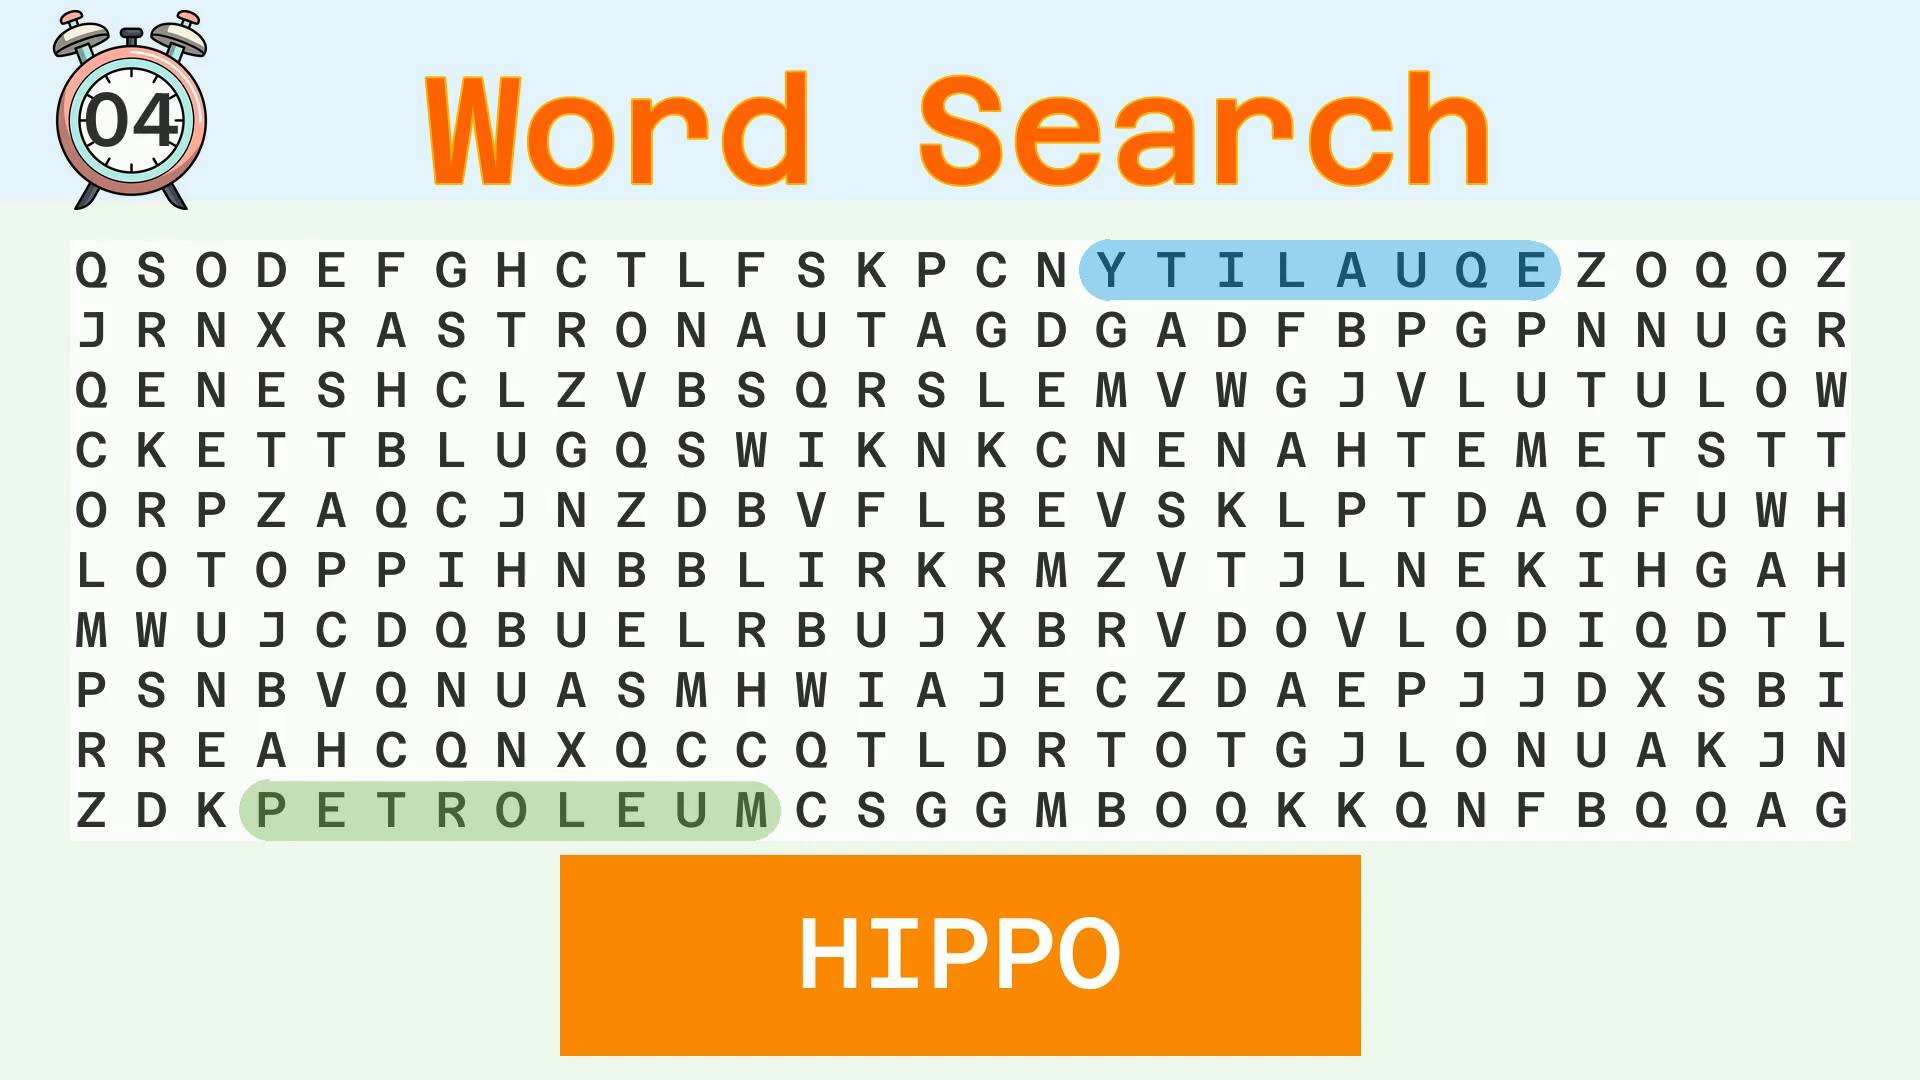 04
Word Search
Q S O D E F G H C T L F S K P C N Y T I L A U Q E Z O Q O Z
J R N X R A S T R O N A U T A G D G A D F B P G P N N U G R
Q E N E S H C L Z V B S Q R S L E M V W G J V L U T U L O W
C K E T T B L U G Q S W I K N K C N E N A H T E M E T S T T
O R P Z A Q C J N Z D B V F L B E V S K L P T D A O F U W H
L O T O P P I H N B B L I R K R M Z V T J L N E K I H G A H
M W U J C D Q B U E L R B U J X B R V D O V L O D I Q D T L
P S N B V Q N U A S M H W I A J E C Z D A E P J J D X S B I
R R E A H C Q N X Q C C Q T L D R T O T G J L O N U A K J N
Z D K P E T R O L E U M C S G G M B O Q K K Q N F B Q Q A G
HIPPO